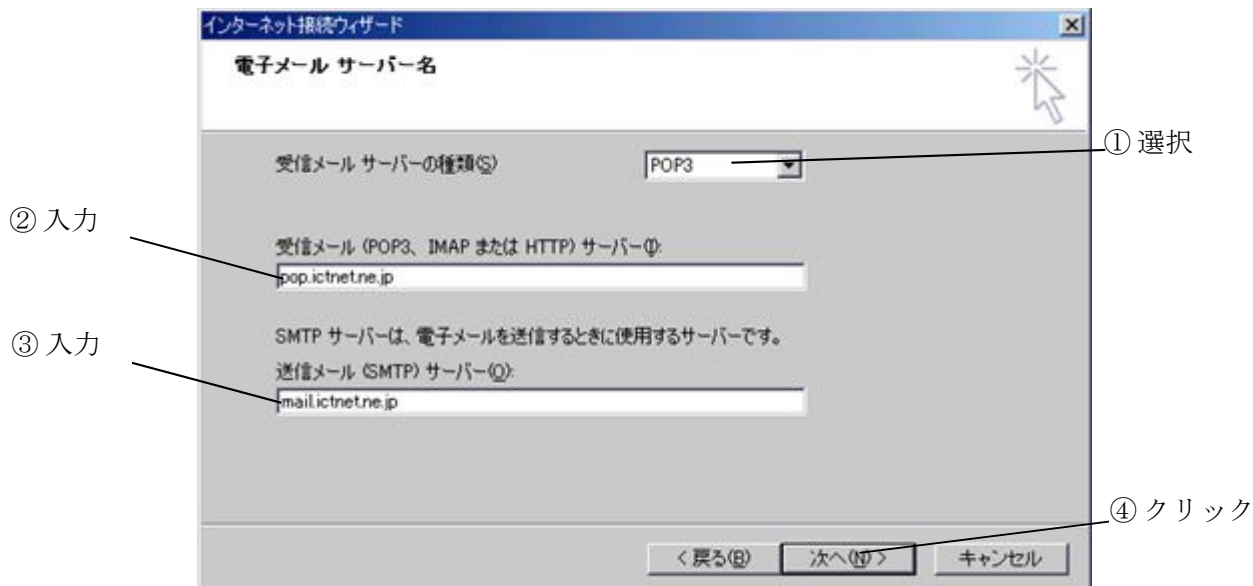 インターネット接続ウィザード
電子メール サーバー名
受信メール サーバーの種類(S)
POP3
① 選択
② 入力
受信メール (POP3、IMAP または HTTP) サーバー(I):
pop.ictnet.ne.jp
SMTP サーバーは、電子メールを送信するときに使用するサーバーです。
③ 入力
送信メール (SMTP) サーバー(O):
mail.ictnet.ne.jp
④ クリック
< 戻る(B)
次へ(N) >
キャンセル